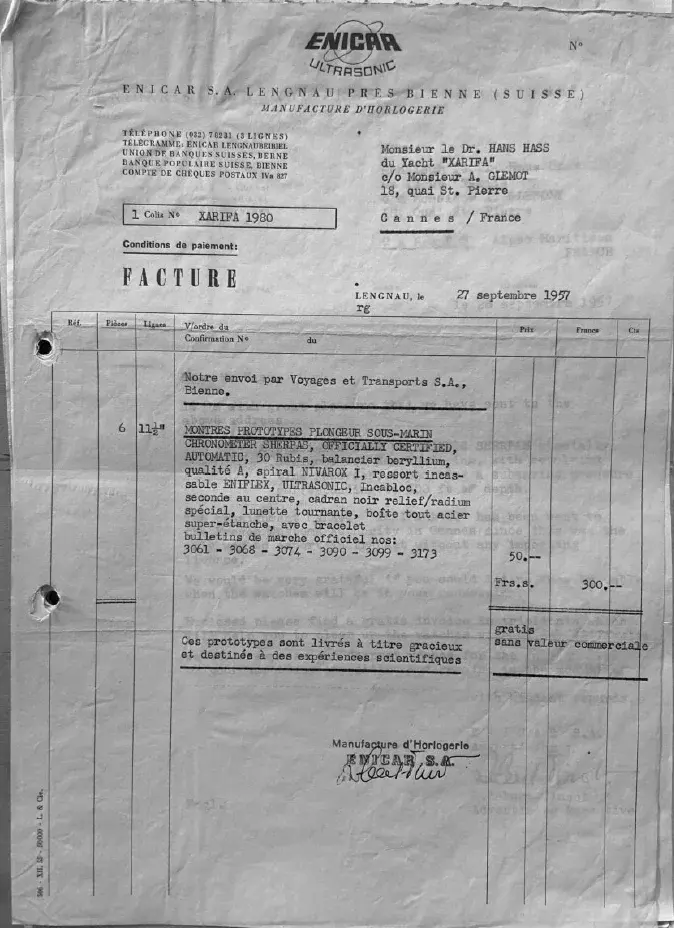 ENICAR
ULTRASONIC
No
ENICAR S.A. LENGNAU PRÈS BIENNE (SUISSE)
MANUFACTURE D'HORLOGERIE
TÉLÉPHONE (032) 78231 (3 LIGNES)
TÉLÉGRAMME: ENICAR LENGNAUBEIBIEL
UNION DE BANQUES SUISSES, BERNE
BANQUE POPULAIRE SUISSE, BIENNE
COMPTE DE CHÈQUES POSTAUX IVa 827
Monsieur le Dr. HANS HASS
du Yacht "XARIFA"
c/o Monsieur A. GLEMOT
18, quai St. Pierre
Cannes / France
1 Colis No XARIFA 1980
Conditions de paiement:
FACTURE
LENGNAU, le 27 septembre 1957
rg
Réf. Pièces Lignes V/ordre du Prix Francs Cts
Confirmation No du
Notre envoi par Voyages et Transports S.A.,
Bienne.
6 11½" MONTRES PROTOTYPES PLONGEUR SOUS-MARIN
CHRONOMETER SHERPAS, OFFICIALLY CERTIFIED,
AUTOMATIC, 30 Rubis, balancier beryllium,
qualité A, spiral NIVAROX I, ressort incas-
sable ENIFLEX, ULTRASONIC, Incabloc,
seconde au centre, cadran noir relief/radium
spécial, lunette tournante, boîte tout acier
super-étanche, avec bracelet
bulletins de marche officiel nos:
3061 - 3068 - 3074 - 3090 - 3099 - 3173 50.--
Frs.s. 300.--
gratis
sans valeur commerciale
Ces prototypes sont livrés à titre gracieux
et destinés à des expériences scientifiques
Manufacture d'Horlogerie
ENICAR S.A.